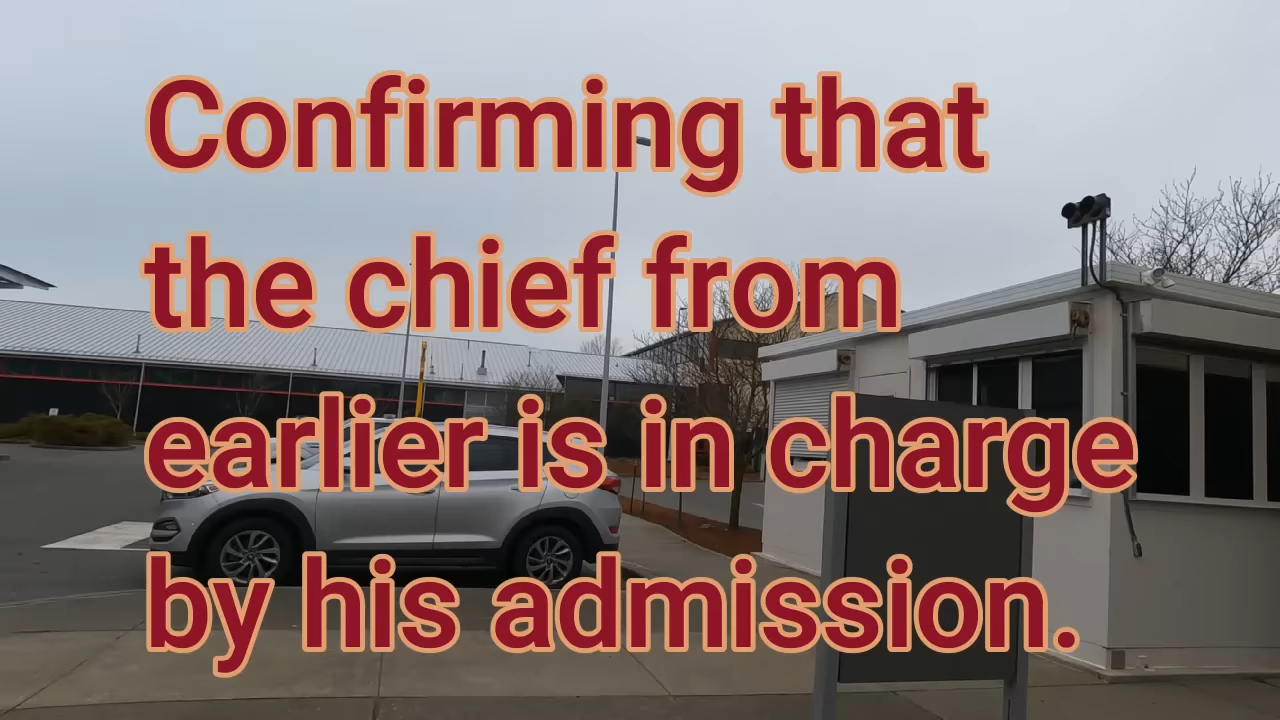 Confirming that
the chief from
earlier is in charge
by his admission.